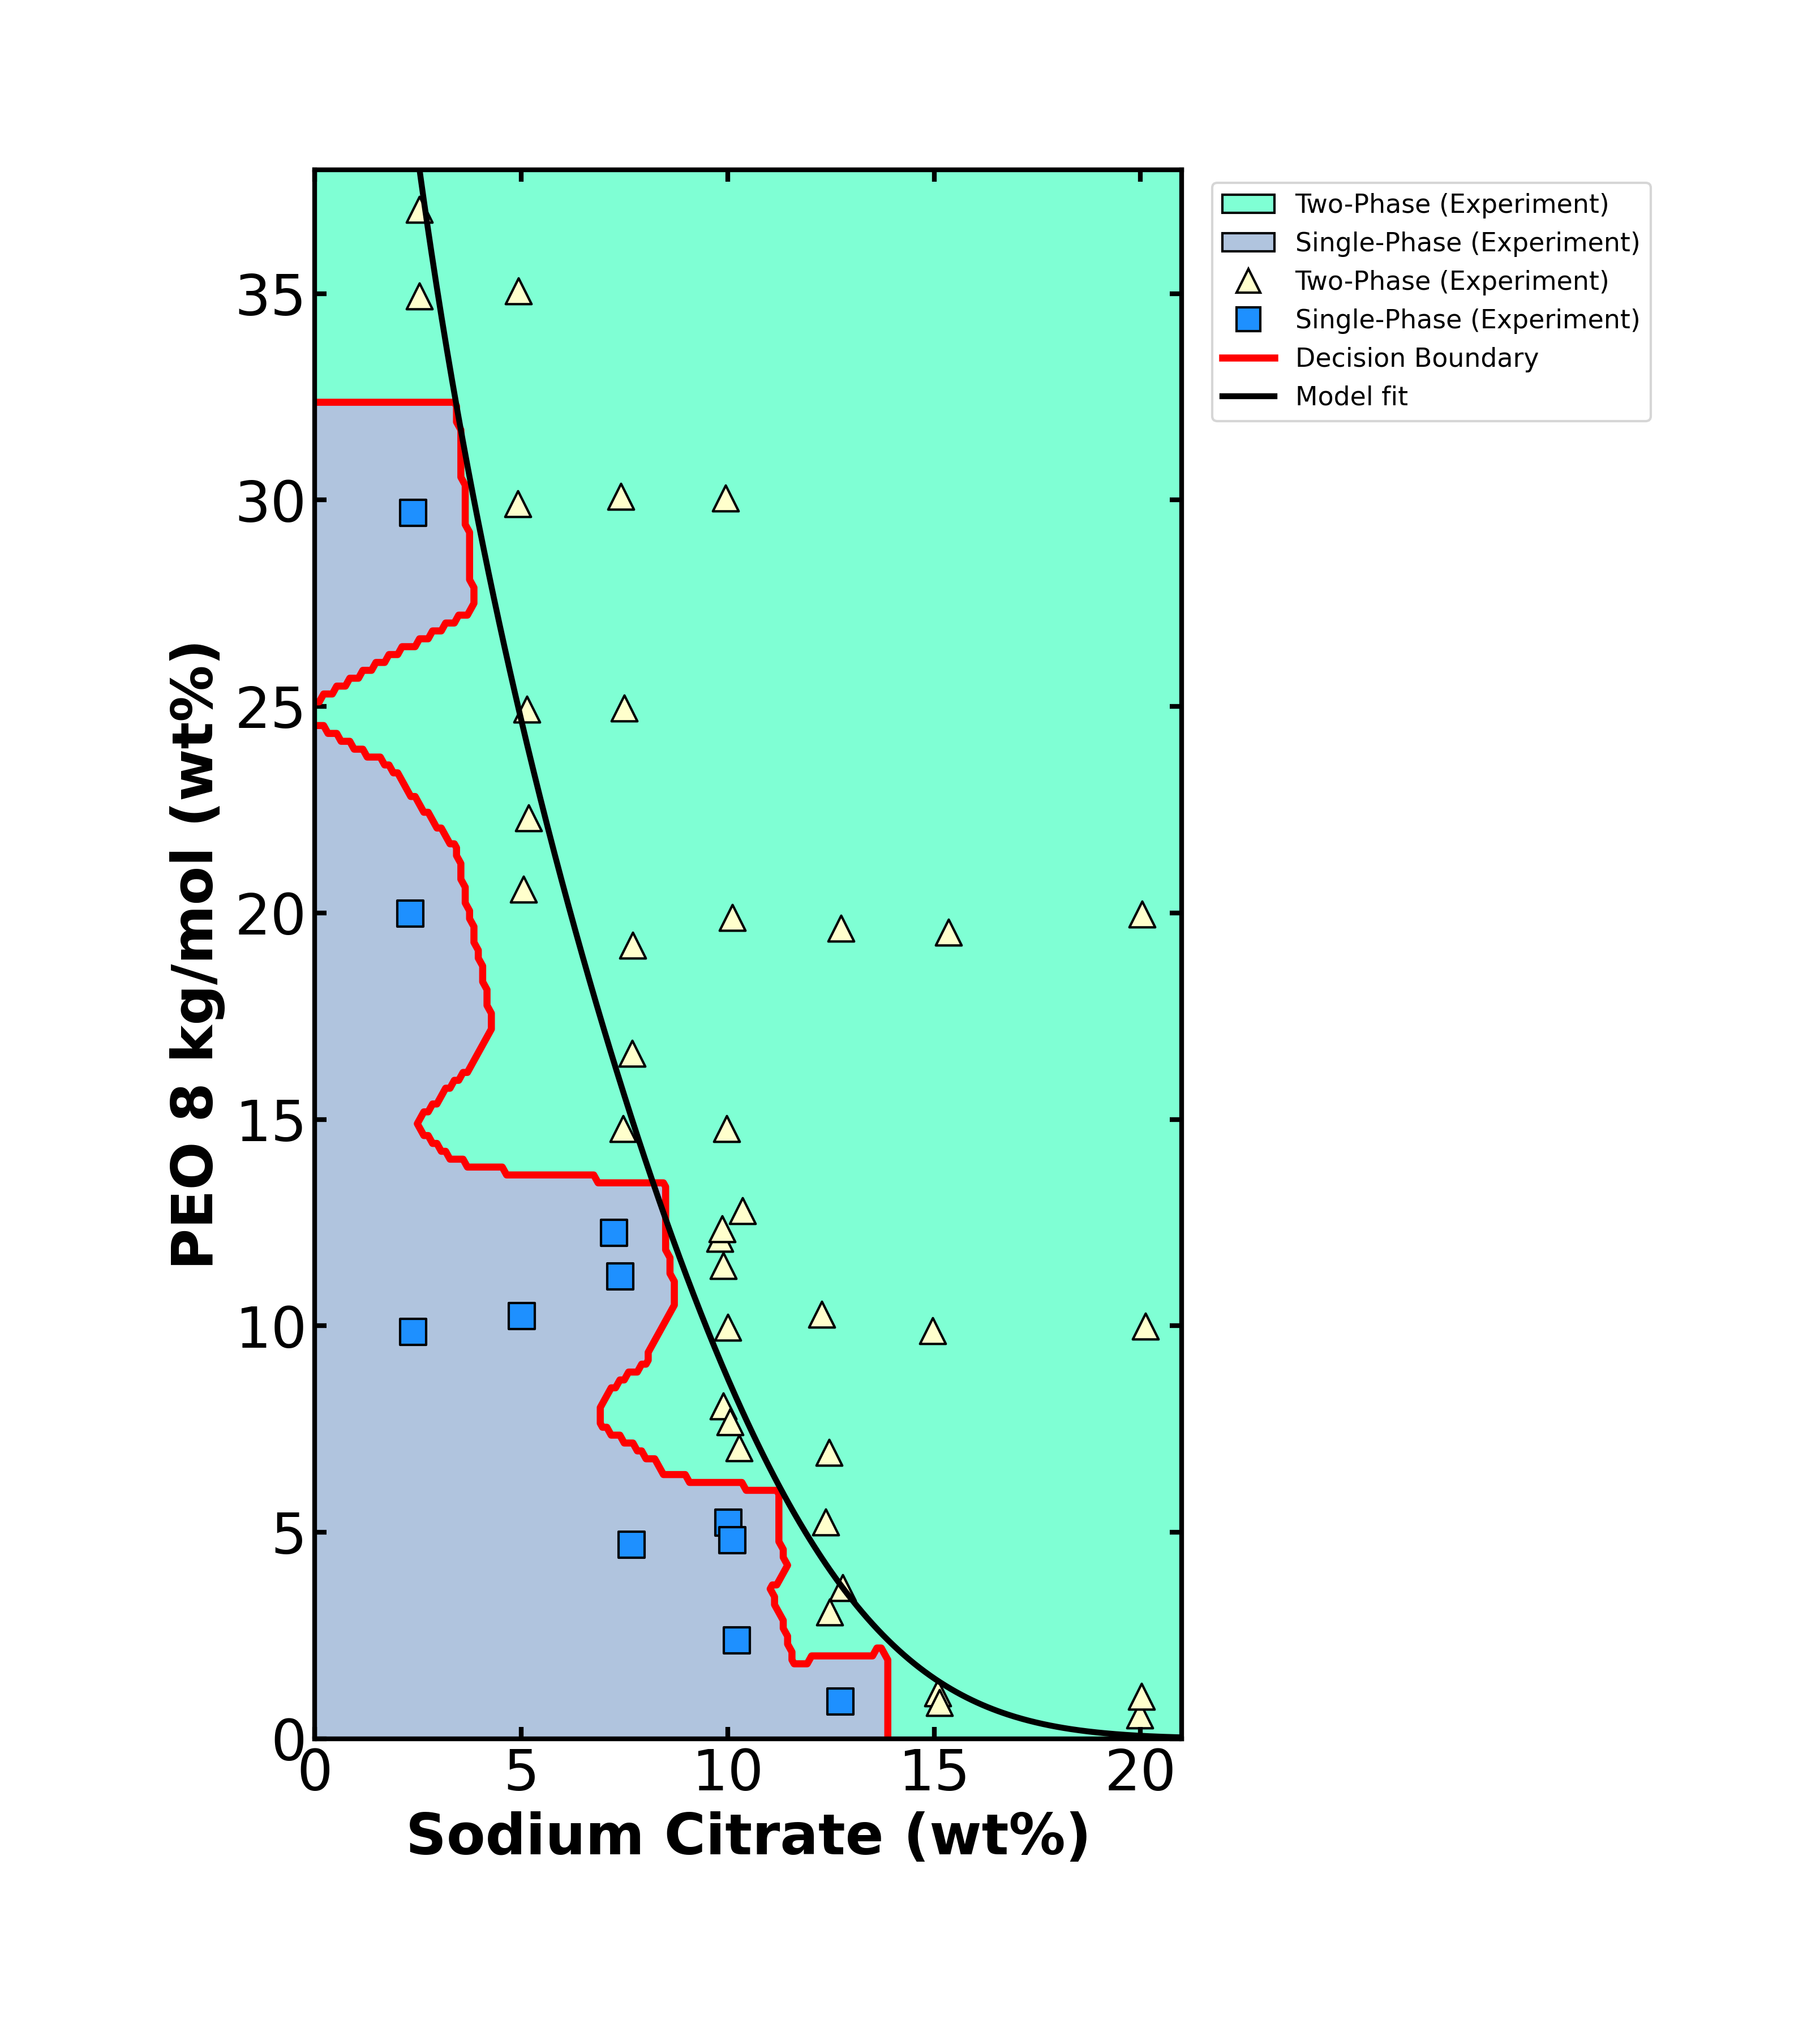 Two-Phase (Experiment)
Single-Phase (Experiment)
Two-Phase (Experiment)
Single-Phase (Experiment)
Decision Boundary
Model fit
PEO 8 kg/mol (wt%)
35
30
25
20
15
10
5
0
0 5 10 15 20
Sodium Citrate (wt%)